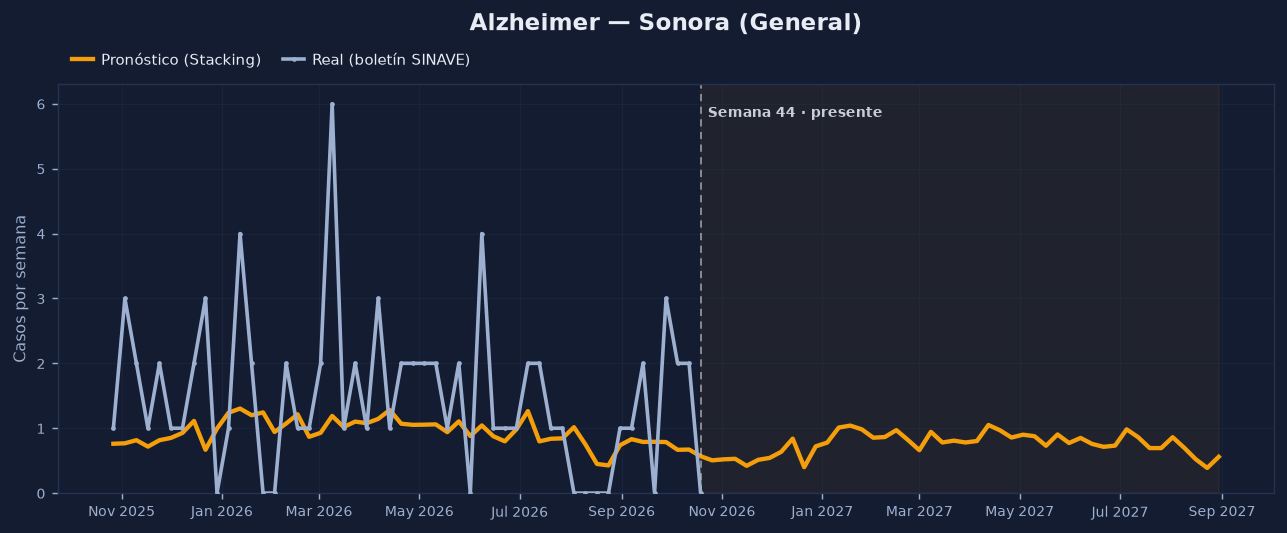 Alzheimer — Sonora (General)
Pronóstico (Stacking)
Real (boletín SINAVE)
Semana 44 · presente
Casos por semana
6
5
4
3
2
1
0
Nov 2025
Jan 2026
Mar 2026
May 2026
Jul 2026
Sep 2026
Nov 2026
Jan 2027
Mar 2027
May 2027
Jul 2027
Sep 2027